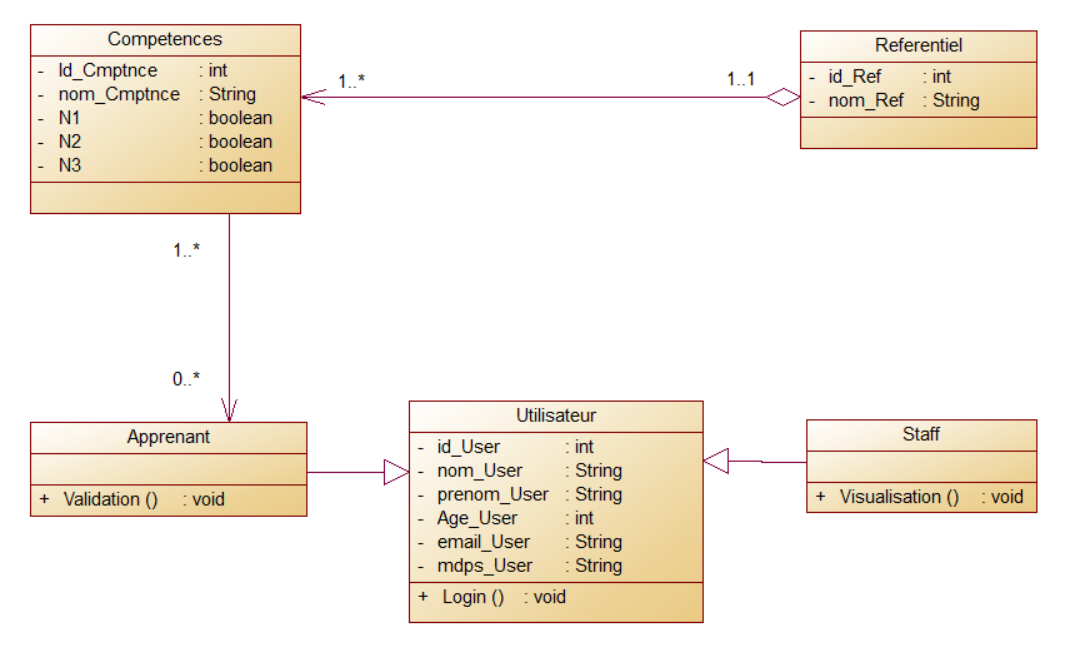 Competences
- Id_Cmptnce : int
- nom_Cmptnce : String
- N1 : boolean
- N2 : boolean
- N3 : boolean
1..*
1..1
Referentiel
- id_Ref : int
- nom_Ref : String
1..*
0..*
Apprenant
+ Validation () : void
Utilisateur
- id_User : int
- nom_User : String
- prenom_User : String
- Age_User : int
- email_User : String
- mdps_User : String
+ Login () : void
Staff
+ Visualisation () : void